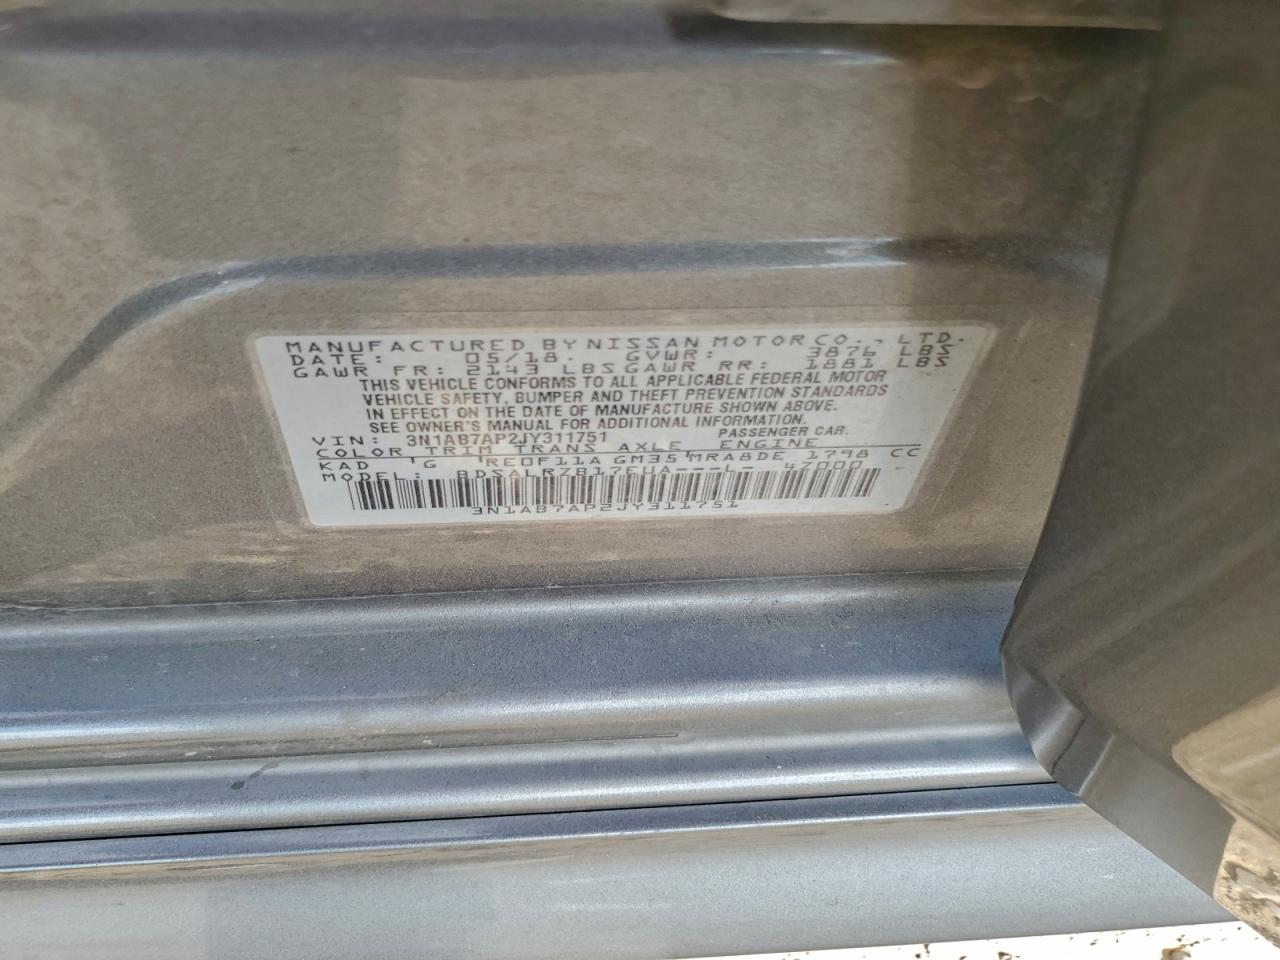 MANUFACTURED BY NISSAN MOTOR CO., LTD.
DATE: 05/18. GVWR: 3876 LBS
GAWR FR: 2143 LBS GAWR RR: 1881 LBS
THIS VEHICLE CONFORMS TO ALL APPLICABLE FEDERAL MOTOR
VEHICLE SAFETY, BUMPER AND THEFT PREVENTION STANDARDS
IN EFFECT ON THE DATE OF MANUFACTURE SHOWN ABOVE.
SEE OWNER'S MANUAL FOR ADDITIONAL INFORMATION.
VIN: 3N1AB7AP2JY311751 PASSENGER CAR.
COLOR TRIM TRANS AXLE ENGINE
KAD G RE0F11A GM35 MRA8DE 1798 CC
MODEL: BDSALRZB17EUA---L- 4Z000
3N1AB7AP2JY311751